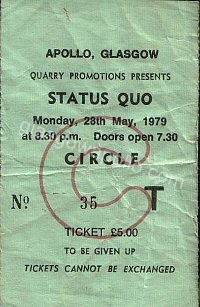 APOLLO, GLASGOW
QUARRY PROMOTIONS PRESENTS
STATUS QUO
Monday, 28th May, 1979
at 8.30 p.m. Doors open 7.30
CIRCLE
C
Nº 35 T
TICKET £5.00
TO BE GIVEN UP
TICKETS CANNOT BE EXCHANGED